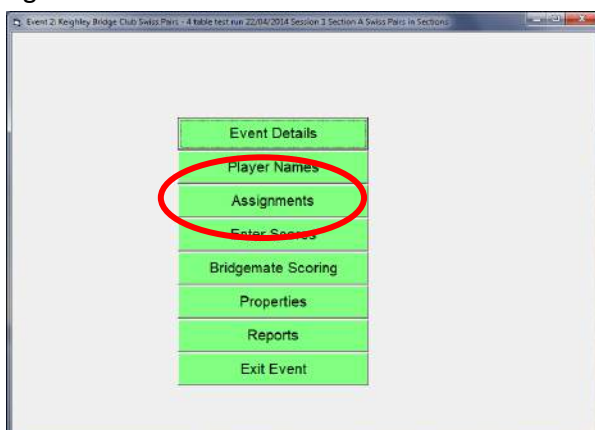 Event 2: Keighley Bridge Club Swiss Pairs - 4 table test run 22/04/2014 Session 1 Section A Swiss Pairs in Sections
Event Details
Player Names
Assignments
Enter Scores
Bridgemate Scoring
Properties
Reports
Exit Event